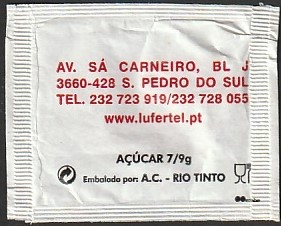 AV. SÁ CARNEIRO, BL J
3660-428 S. PEDRO DO SUL
TEL. 232 723 919/232 728 055
www.lufertel.pt
AÇÚCAR 7/9g
Embalado por: A.C. - RIO TINTO